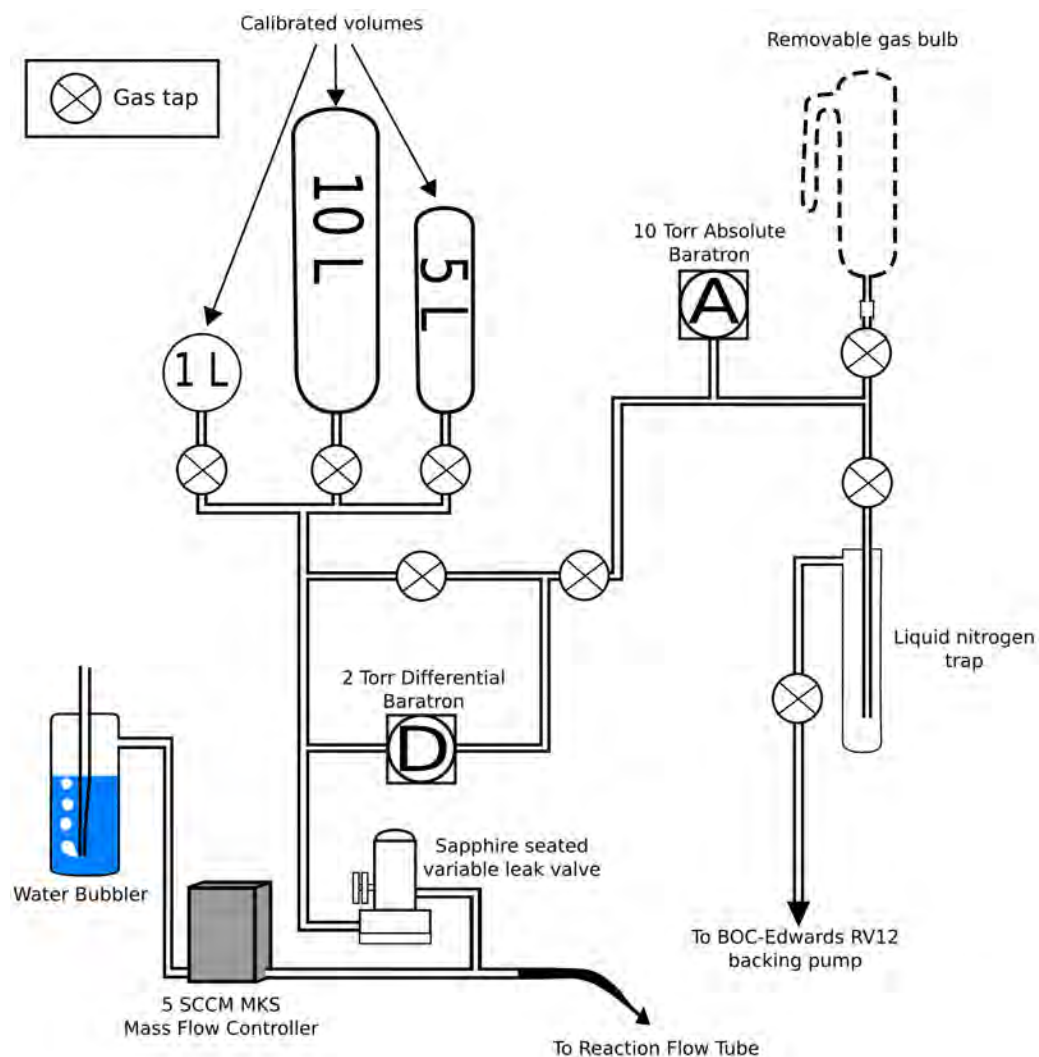 Calibrated volumes
Removable gas bulb
Gas tap
10 L
5 L
10 Torr Absolute
Baratron
A
1 L
Liquid nitrogen
trap
2 Torr Differential
Baratron
D
Sapphire seated
variable leak valve
Water Bubbler
To BOC-Edwards RV12
backing pump
5 SCCM MKS
Mass Flow Controller
To Reaction Flow Tube